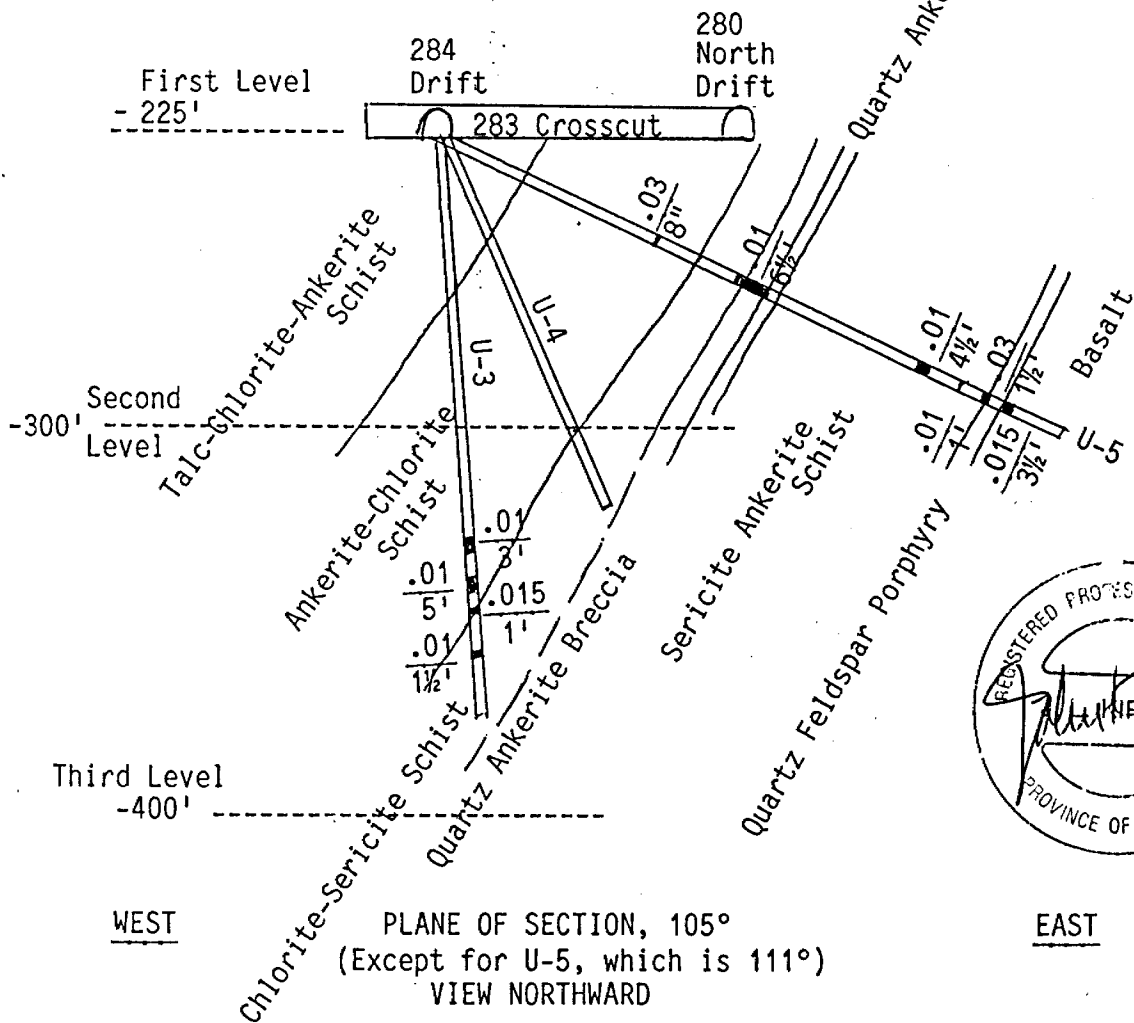 284
Drift
280
North
Drift
First Level
- 225'
283 Crosscut
Quartz
.03
8"
.01
6½'
Talc-Chlorite-Ankerite
Schist
U-3
U-4
Second
-300'
Level
.01
4½'
.03
1½'
Basalt
U-5
.01
1'
.015
3½'
Ankerite-Chlorite
Schist
Sericite Ankerite
Schist
.01
3'
.01
5'
.015
1'
.01
1½'
Quartz Feldspar Porphyry
Chlorite-Sericite Schist
Quartz Ankerite Breccia
REGISTERED
PROVINCE OF
Third Level
-400'
WEST
PLANE OF SECTION, 105°
EAST
(Except for U-5, which is 111°)
VIEW NORTHWARD